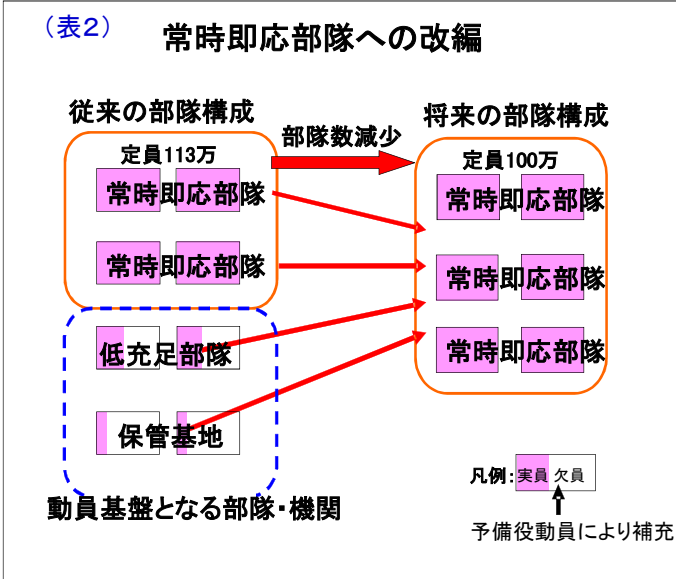 (表2)
常時即応部隊への改編
従来の部隊構成
部隊数減少
将来の部隊構成
定員113万
定員100万
常時即応部隊
常時即応部隊
常時即応部隊
常時即応部隊
低充足部隊
常時即応部隊
保管基地
凡例:実員 欠員
動員基盤となる部隊・機関
予備役動員により補充